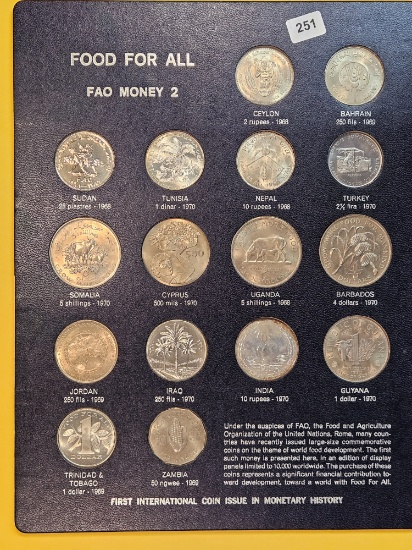 251
FOOD FOR ALL
FAO MONEY 2
CEYLON
2 rupees - 1968
BAHRAIN
250 fils - 1969
SUDAN
25 piastres - 1968
TUNISIA
1 dinar - 1970
NEPAL
10 rupees - 1968
TURKEY
2½ lira - 1970
SOMALIA
5 shillings - 1970
CYPRUS
500 mils - 1970
UGANDA
5 shillings - 1968
BARBADOS
4 dollars - 1970
JORDAN
250 fils - 1969
IRAQ
250 fils - 1970
INDIA
10 rupees - 1970
GUYANA
1 dollar - 1970
TRINIDAD &
TOBAGO
1 dollar - 1969
ZAMBIA
50 ngwee - 1969
Under the auspices of FAO, the Food and Agriculture
Organization of the United Nations, Rome, many coun-
tries have recently issued large-size commemorative
coins on the theme of world food development. The first
such money is presented here, in an edition of display
panels limited to 10,000 worldwide. The purchase of these
coins represents a significant financial contribution to-
ward development, toward a world with Food For All.
FIRST INTERNATIONAL COIN ISSUE IN MONETARY HISTORY